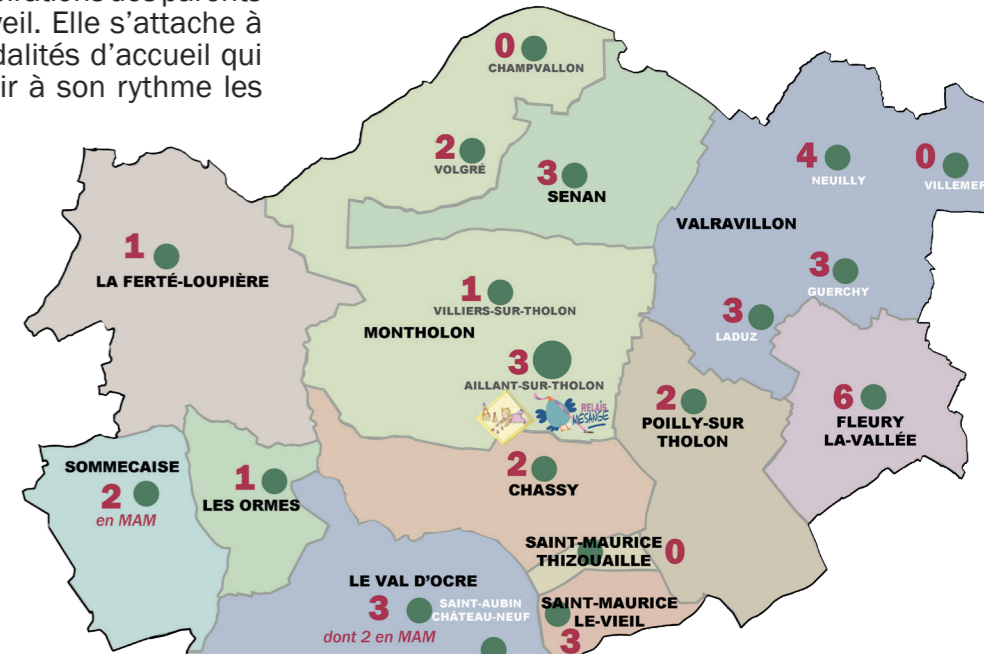 irations des parents
veil. Elle s'attache à
dalités d'accueil qui
ir à son rythme les
0
CHAMPVALLON
2
VOLGRÉ
3
SENAN
4
NEUILLY
0
VILLEMER
VALRAVILLON
1
LA FERTÉ-LOUPIÈRE
3
GUERCHY
1
VILLIERS-SUR-THOLON
MONTHOLON
3
LADUZ
3
AILLANT-SUR-THOLON
RELAIS
MÉSANGE
2
POILLY-SUR
THOLON
6
FLEURY
LA-VALLÉE
SOMMECAISE
2
en MAM
1
LES ORMES
2
CHASSY
SAINT-MAURICE
THIZOUAILLE
0
LE VAL D'OCRE
3
dont 2 en MAM
SAINT-AUBIN
CHÂTEAU-NEUF
SAINT-MAURICE
LE-VIEIL
3